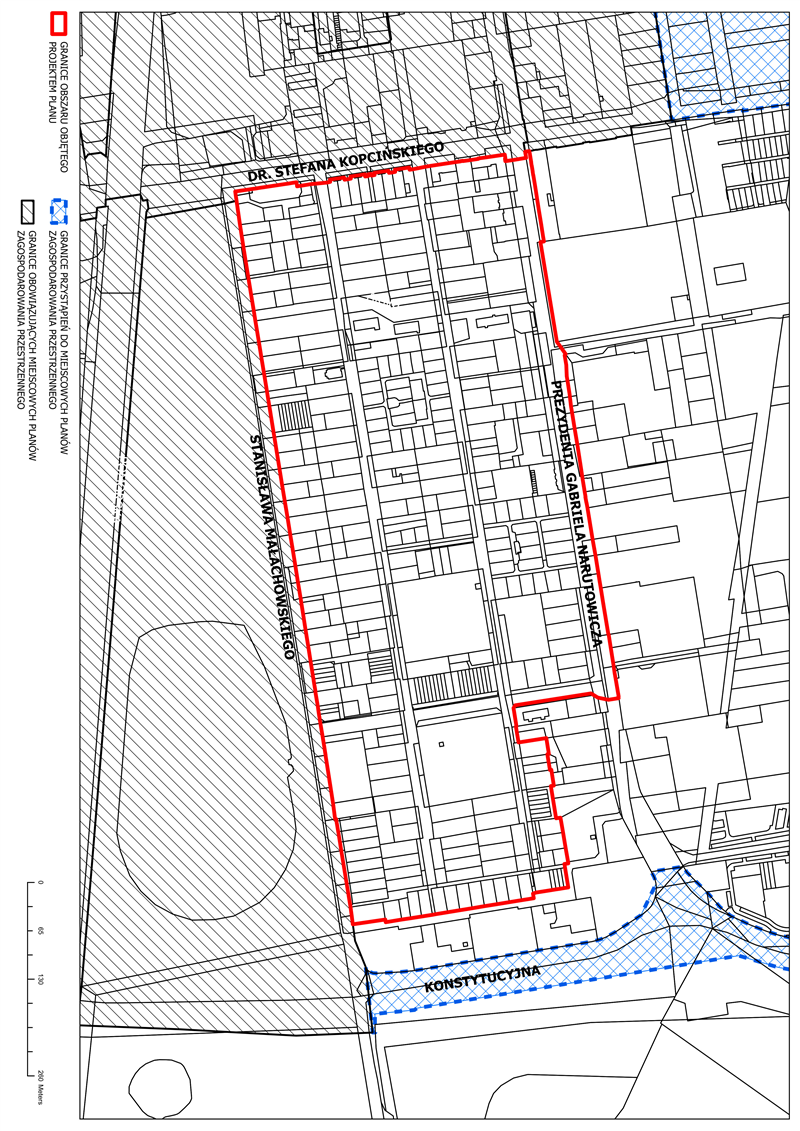 GRANICE OBSZARU OBJĘTEGO
PROJEKTEM PLANU
GRANICE PRZYSTĄPIEŃ DO MIEJSCOWYCH PLANÓW
ZAGOSPODAROWANIA PRZESTRZENNEGO
GRANICE OBOWIĄZUJĄCYCH MIEJSCOWYCH PLANÓW
ZAGOSPODAROWANIA PRZESTRZENNEGO
DR. STEFANA KOPCIŃSKIEGO
PREZYDENTA GABRIELA NARUTOWICZA
STANISŁAWA MAŁACHOWSKIEGO
KONSTYTUCYJNA
0
65
130
260 Meters